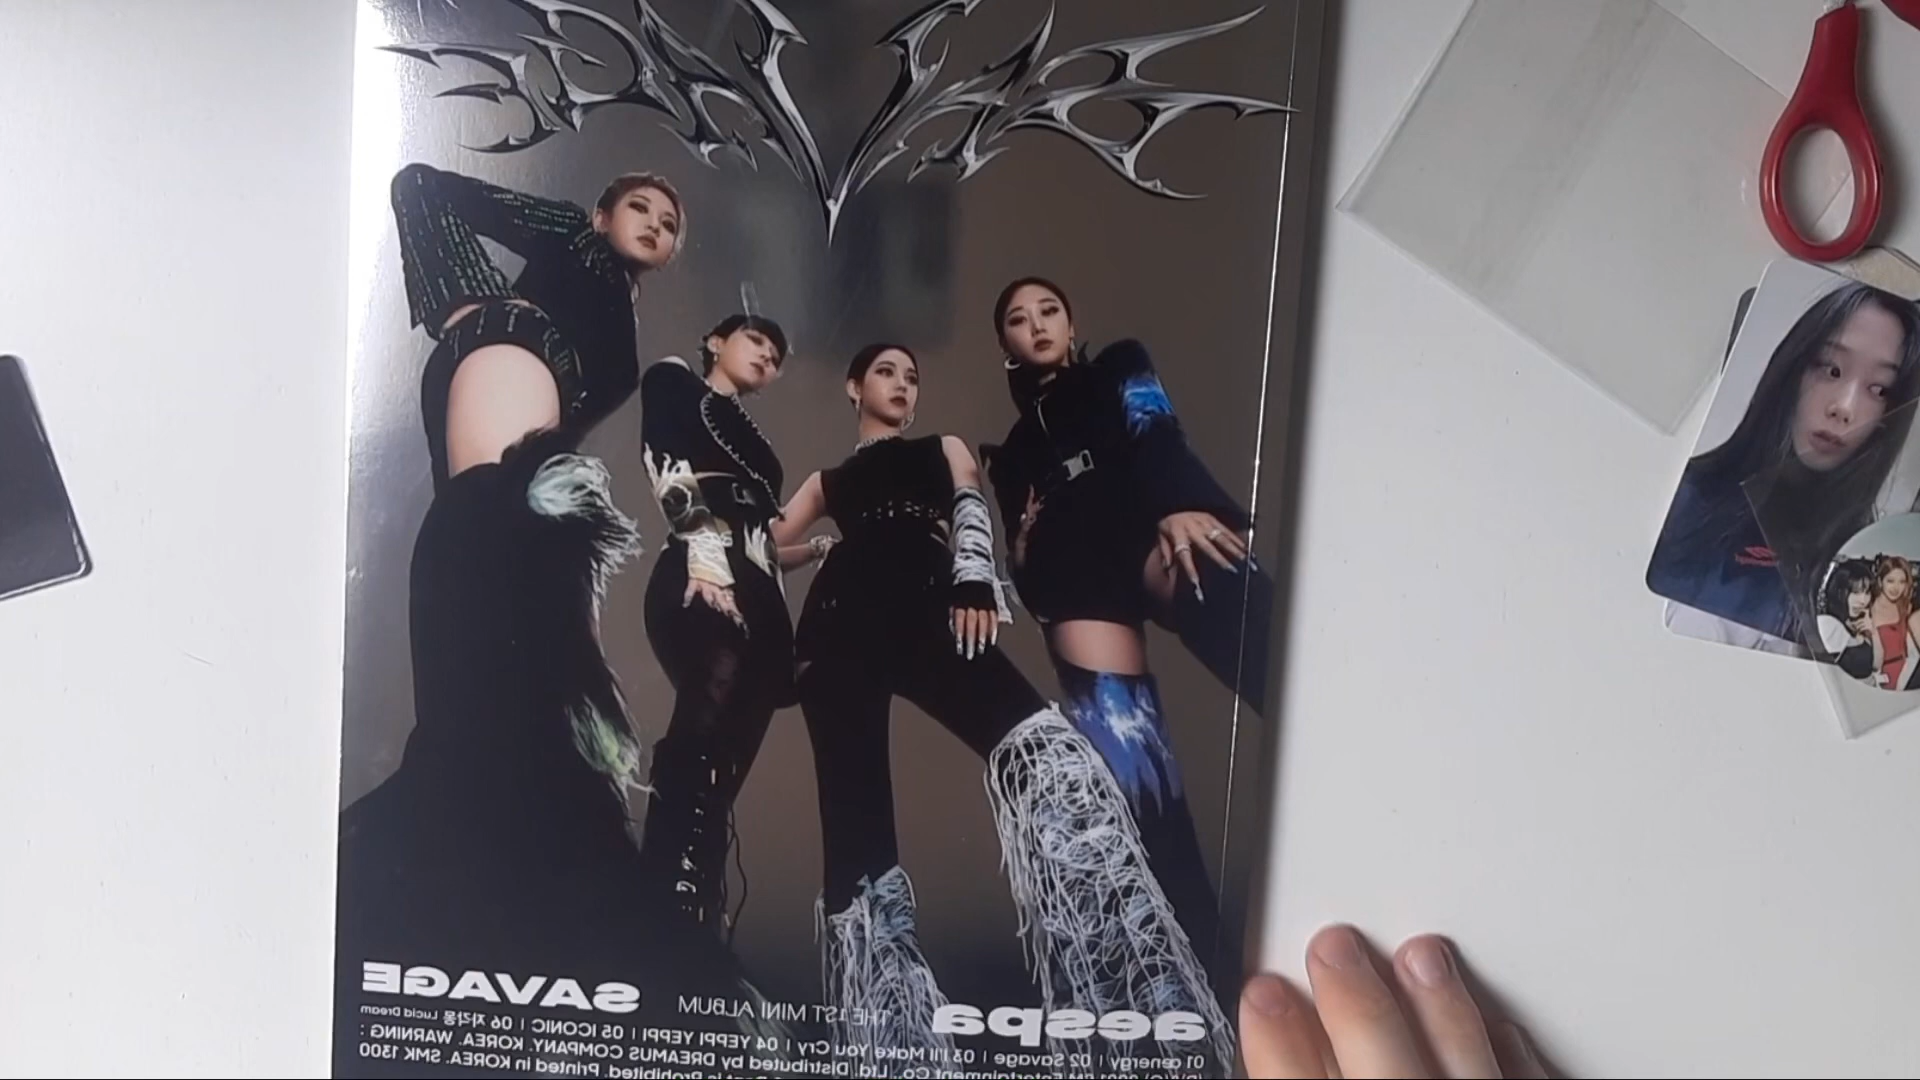 SAVAGE
aespa THE 1ST MINI ALBUM SAVAGE
01 ænergy | 02 Savage | 03 I'll Make You Cry | 04 YEPPI YEPPI | 05 ICONIC | 06 자각몽 Lucid Dream
2021 SM Entertainment Co., Ltd. Distributed by DREAMUS COMPANY. KOREA. WARNING :
is Prohibited. Printed in KOREA. SMK 1300